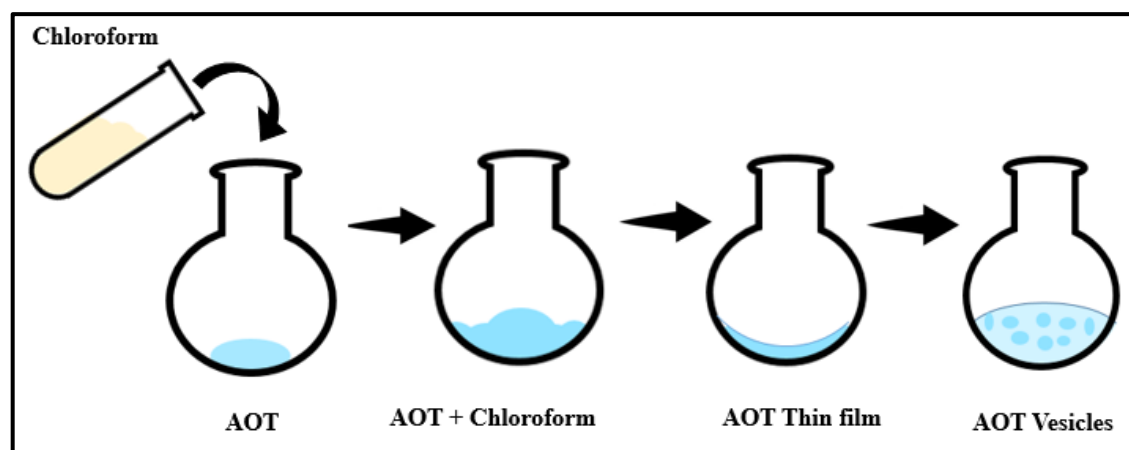 Chloroform
AOT
AOT + Chloroform
AOT Thin film
AOT Vesicles